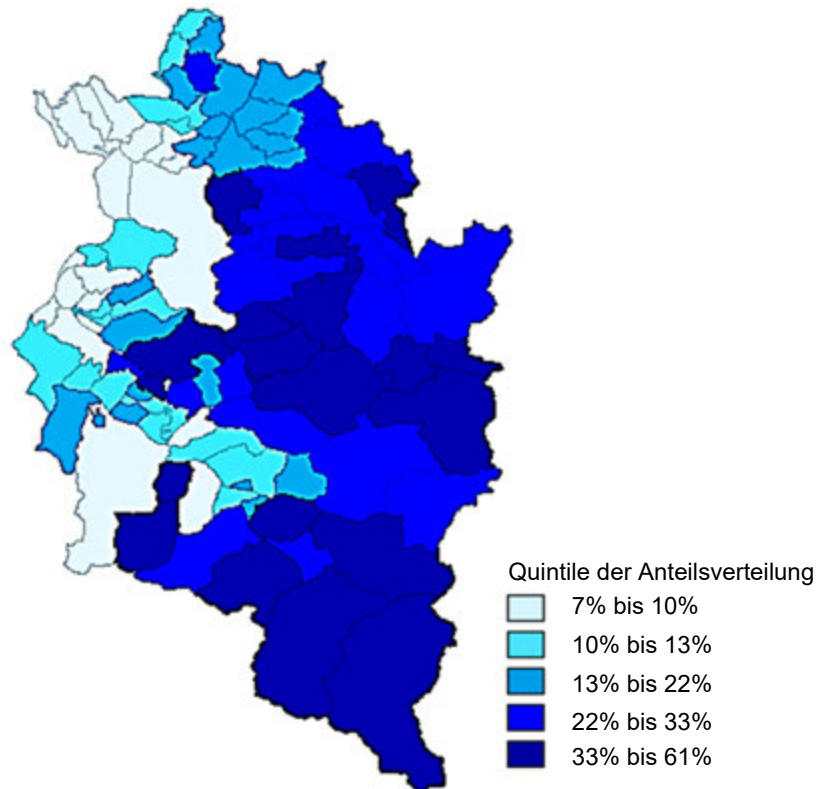 Quintile der Anteilsverteilung
7% bis 10%
10% bis 13%
13% bis 22%
22% bis 33%
33% bis 61%